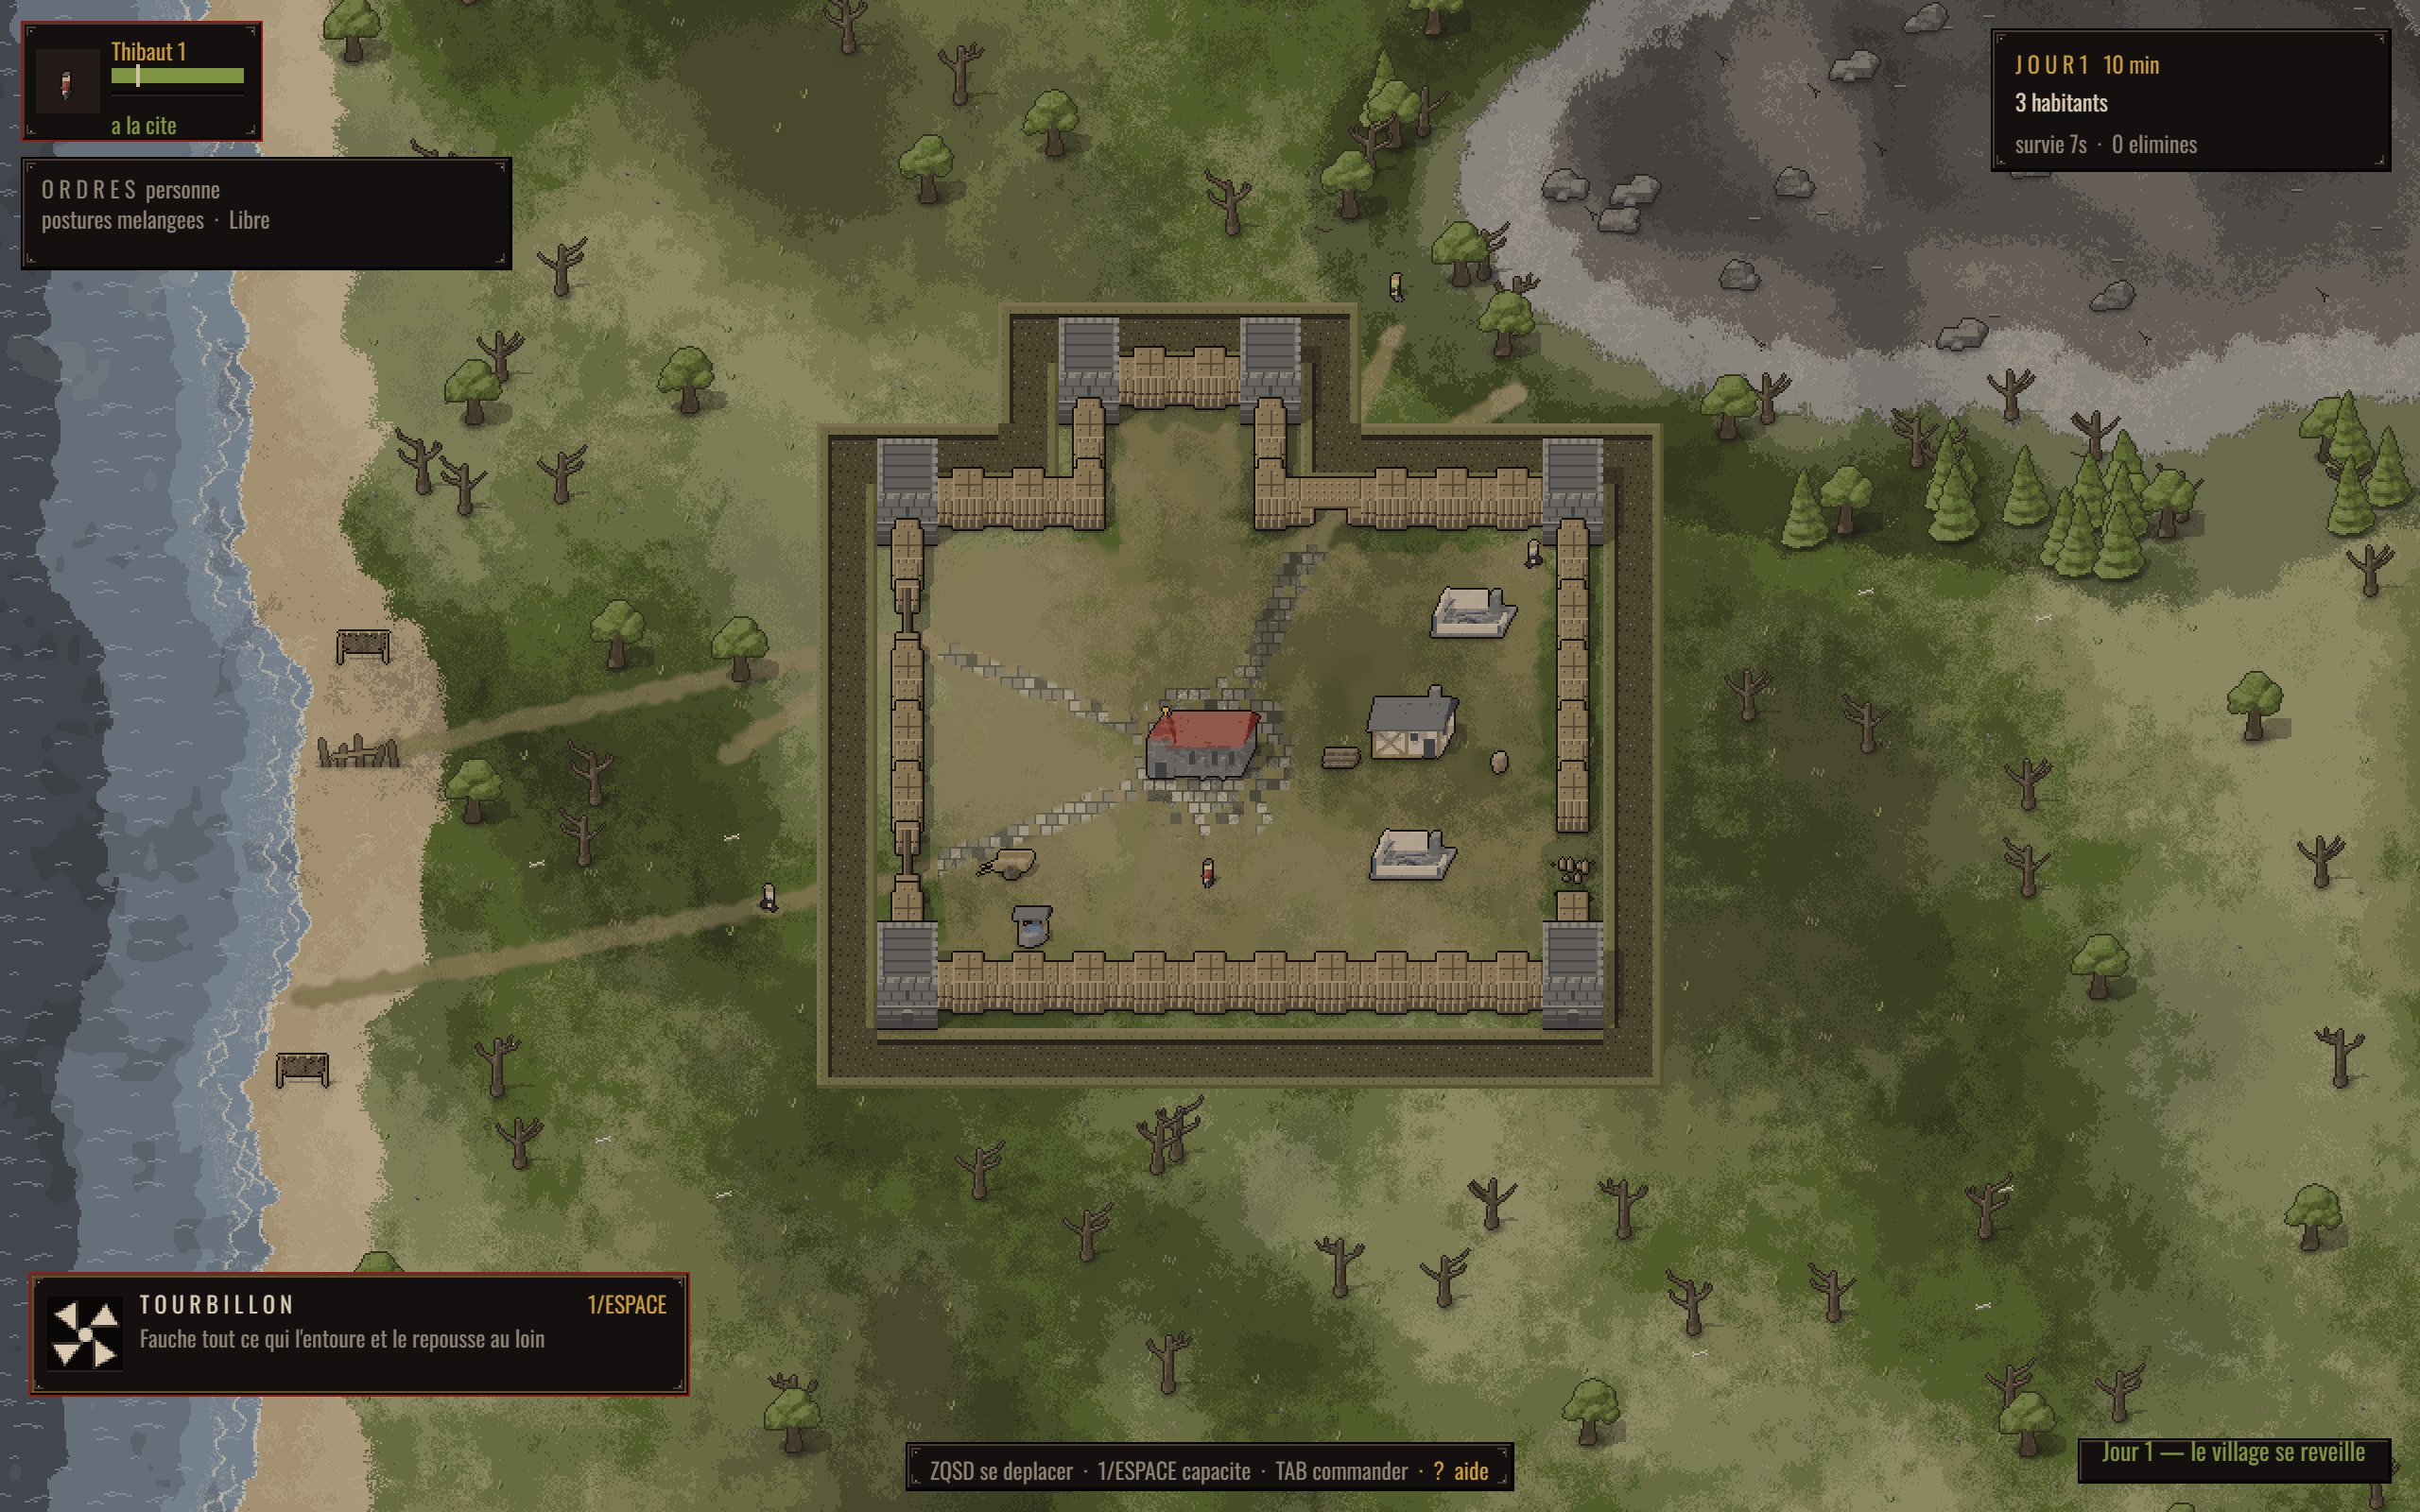 Thibaut 1
a la cite
ORDRES personne
postures melangees · Libre
JOUR 1 10 min
3 habitants
survie 7s · 0 elimines
TOURBILLON 1/ESPACE
Fauche tout ce qui l'entoure et le repousse au loin
ZQSD se deplacer · 1/ESPACE capacite · TAB commander · ? aide
Jour 1 — le village se reveille